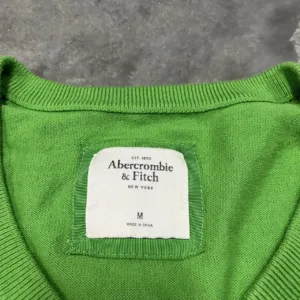 EST. 1892
Abercrombie
& Fitch
NEW YORK
M
MADE IN CHINA